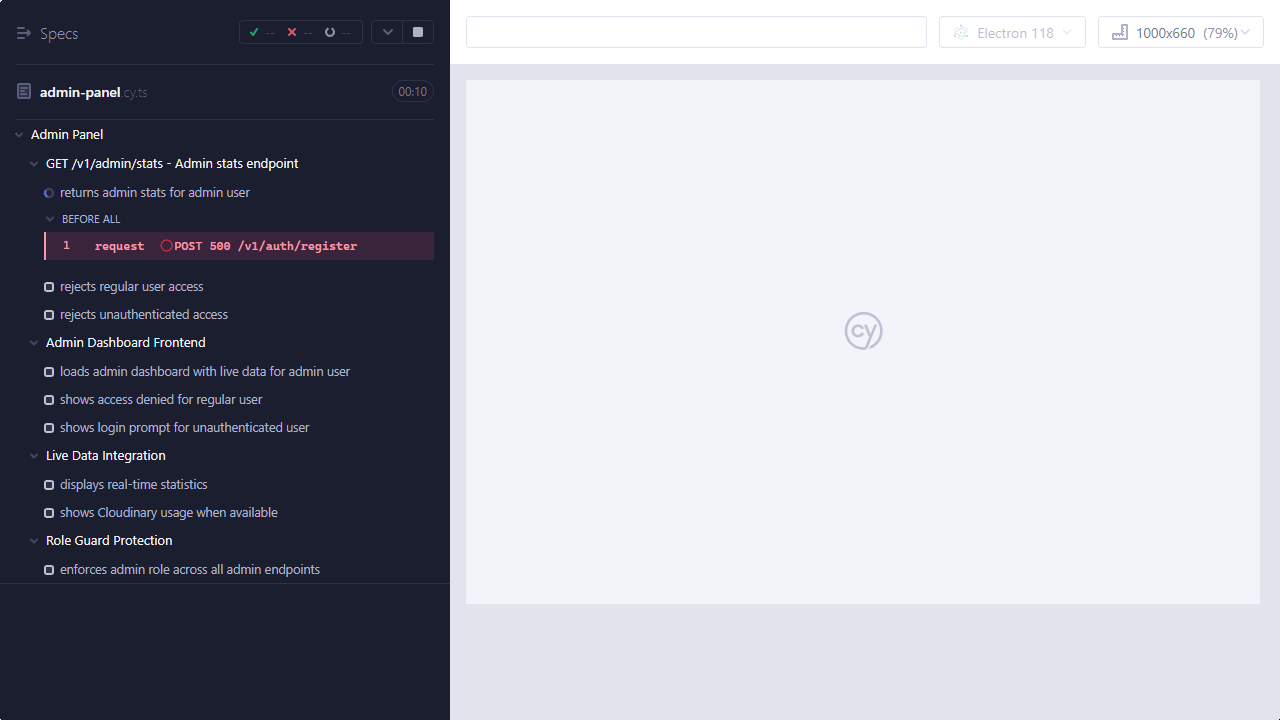 Specs
-- -- --
Electron 118
1000x660 (79%)
admin-panel.cy.ts
00:10
Admin Panel
GET /v1/admin/stats - Admin stats endpoint
returns admin stats for admin user
BEFORE ALL
1 request POST 500 /v1/auth/register
rejects regular user access
rejects unauthenticated access
Admin Dashboard Frontend
loads admin dashboard with live data for admin user
shows access denied for regular user
shows login prompt for unauthenticated user
Live Data Integration
displays real-time statistics
shows Cloudinary usage when available
Role Guard Protection
enforces admin role across all admin endpoints
cy